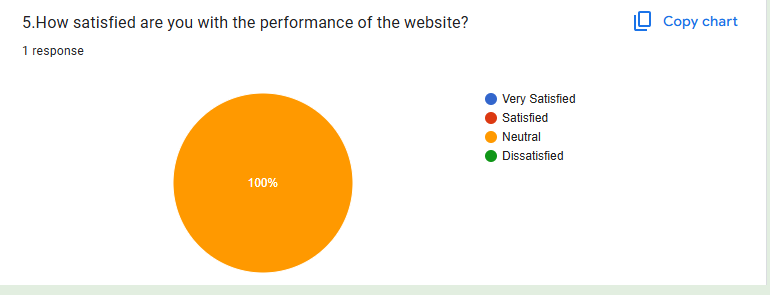 5.How satisfied are you with the performance of the website?
Copy chart
1 response
100%
Very Satisfied
Satisfied
Neutral
Dissatisfied